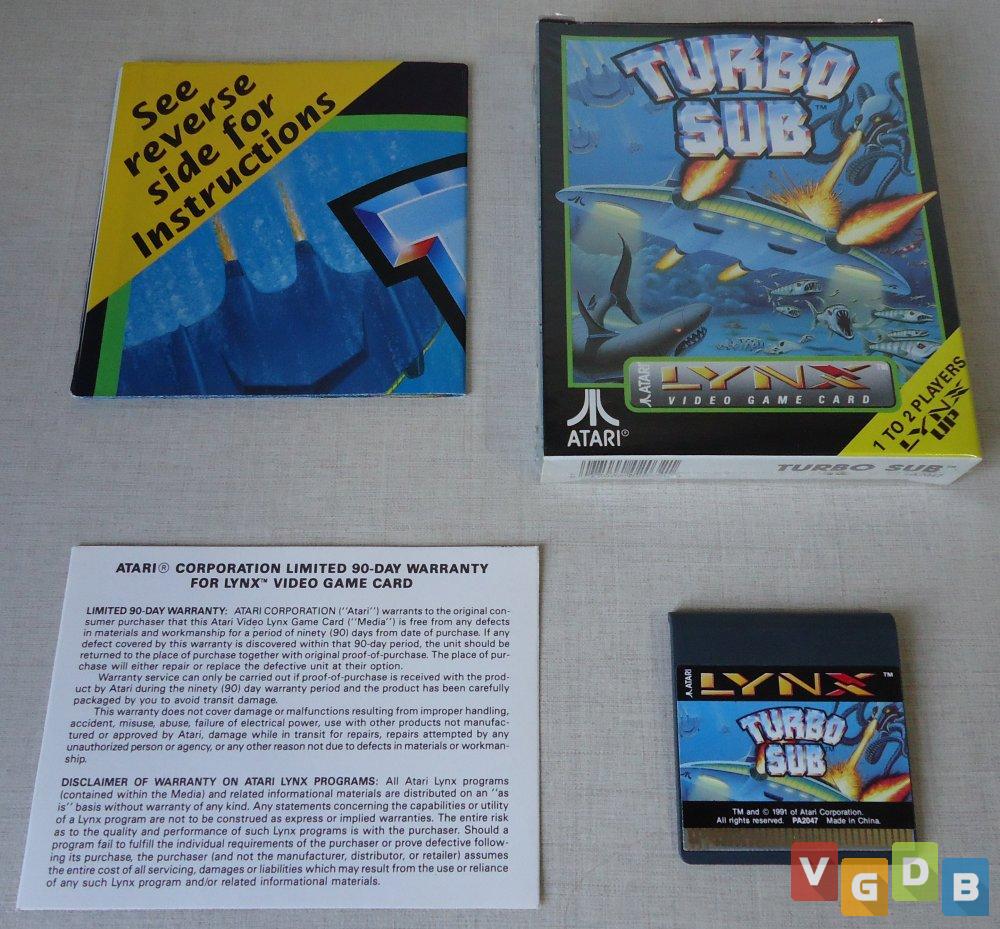 See
reverse
side for
Instructions
TURBO
SUB™
ATARI LYNX®
VIDEO GAME CARD
ATARI®
1 TO 2 PLAYERS
LYNX
UP
TURBO SUB™
ATARI® CORPORATION LIMITED 90-DAY WARRANTY
FOR LYNX™ VIDEO GAME CARD
LIMITED 90-DAY WARRANTY: ATARI CORPORATION ("Atari") warrants to the original con-
sumer purchaser that this Atari Video Lynx Game Card ("Media") is free from any defects
in materials and workmanship for a period of ninety (90) days from date of purchase. If any
defect covered by this warranty is discovered within that 90-day period, the unit should be
returned to the place of purchase together with original proof-of-purchase. The place of pur-
chase will either repair or replace the defective unit at their option.
Warranty service can only be carried out if proof-of-purchase is received with the prod-
uct by Atari during the ninety (90) day warranty period and the product has been carefully
packaged by you to avoid transit damage.
This warranty does not cover damage or malfunctions resulting from improper handling,
accident, misuse, abuse, failure of electrical power, use with other products not manufac-
tured or approved by Atari, damage while in transit for repairs, repairs attempted by any
unauthorized person or agency, or any other reason not due to defects in materials or workman-
ship.
DISCLAIMER OF WARRANTY ON ATARI LYNX PROGRAMS: All Atari Lynx programs
(contained within the Media) and related informational materials are distributed on an "as
is" basis without warranty of any kind. Any statements concerning the capabilities or utility
of a Lynx program are not to be construed as express or implied warranties. The entire risk
as to the quality and performance of such Lynx programs is with the purchaser. Should a
program fail to fulfill the individual requirements of the purchaser or prove defective follow-
ing its purchase, the purchaser (and not the manufacturer, distributor, or retailer) assumes
the entire cost of all servicing, damages or liabilities which may result from the use or reliance
of any such Lynx program and/or related informational materials.
ATARI LYNX™
TURBO
SUB
TM and © 1991 of Atari Corporation.
All rights reserved. PA2047 Made in China.
VGDB